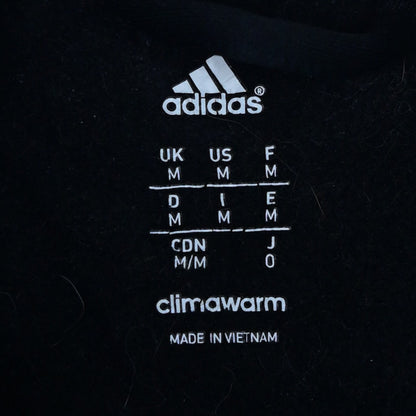 adidas®
UK US F
M M M
D I E
M M M
CDN J
M/M O
climawarm
MADE IN VIETNAM